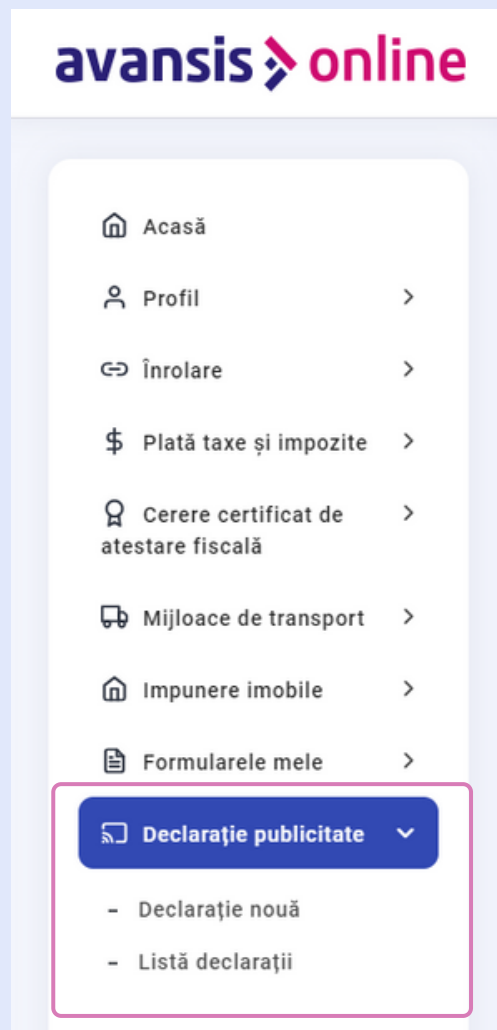 avansis online
Acasă
Profil
Înrolare
Plată taxe și impozite
Cerere certificat de
atestare fiscală
Mijloace de transport
Impunere imobile
Formularele mele
Declarație publicitate
- Declarație nouă
- Listă declarații